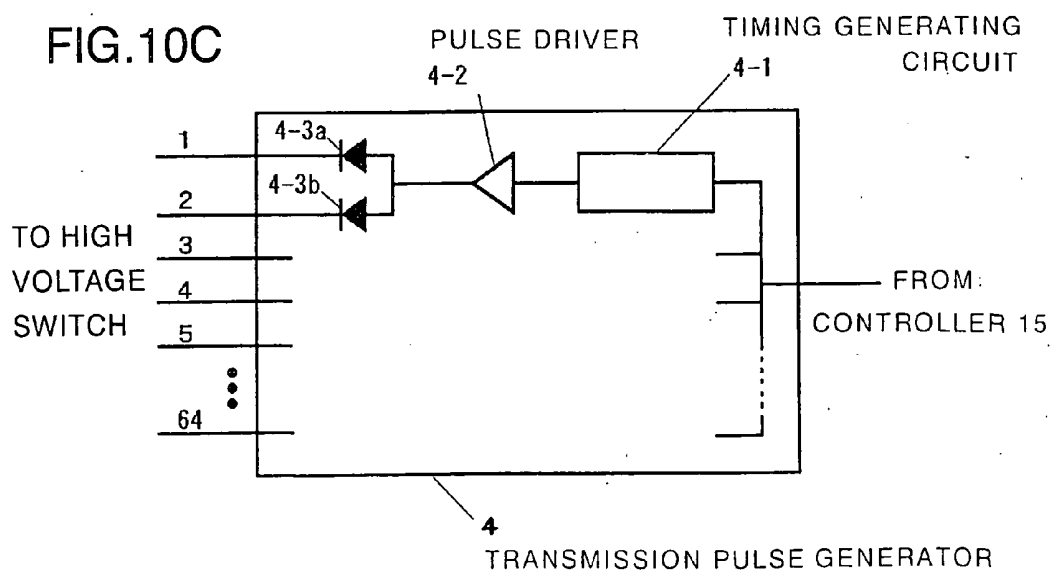 FIG.10C
PULSE DRIVER
4-2
TIMING GENERATING
CIRCUIT
4-1
4-3a
4-3b
1
2
3
4
5
64
TO HIGH
VOLTAGE
SWITCH
FROM
CONTROLLER 15
4
TRANSMISSION PULSE GENERATOR